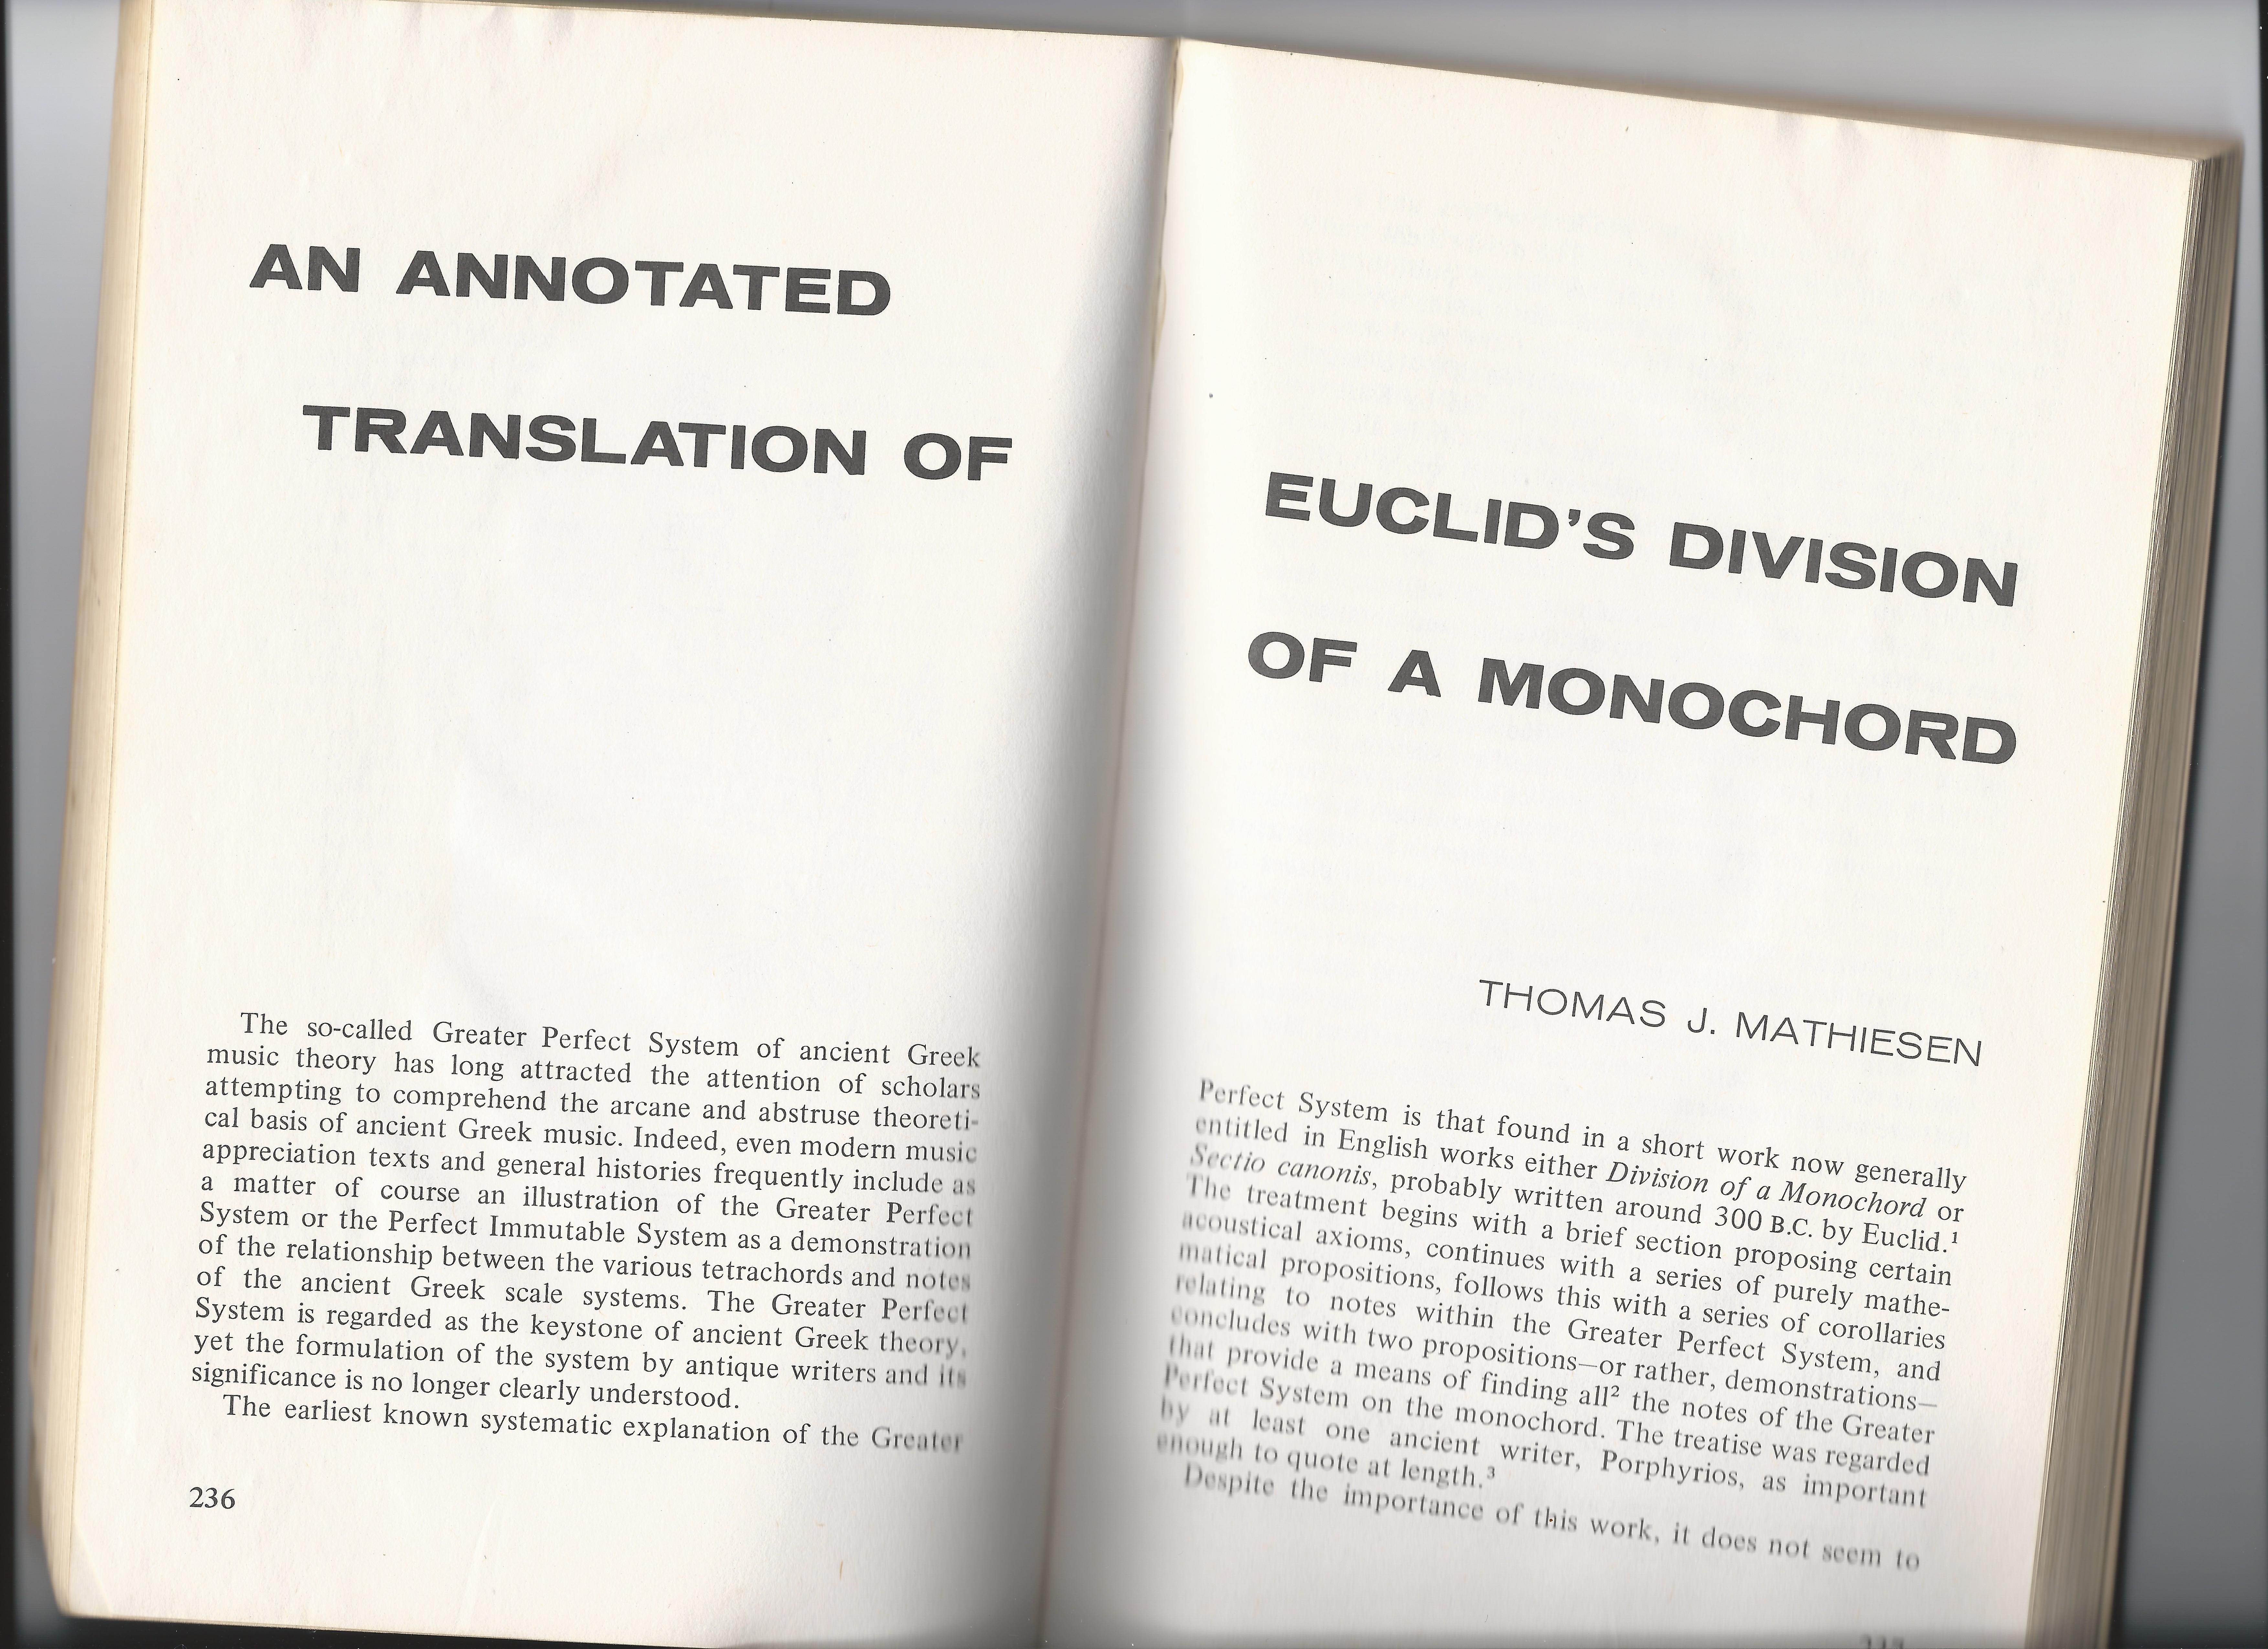 AN ANNOTATED
TRANSLATION OF
The so-called Greater Perfect System of ancient Greek
music theory has long attracted the attention of scholars
attempting to comprehend the arcane and abstruse theoreti-
cal basis of ancient Greek music. Indeed, even modern music
appreciation texts and general histories frequently include as
a matter of course an illustration of the Greater Perfect
System or the Perfect Immutable System as a demonstration
of the relationship between the various tetrachords and notes
of the ancient Greek scale systems. The Greater Perfect
System is regarded as the keystone of ancient Greek theory,
yet the formulation of the system by antique writers and its
significance is no longer clearly understood.
The earliest known systematic explanation of the Greater
236
EUCLID’S DIVISION
OF A MONOCHORD
THOMAS J. MATHIESEN
Perfect System is that found in a short work now generally
entitled in English works either Division of a Monochord or
Sectio canonis, probably written around 300 B.C. by Euclid.¹
The treatment begins with a brief section proposing certain
acoustical axioms, continues with a series of purely mathe-
matical propositions, follows this with a series of corollaries
relating to notes within the Greater Perfect System, and
concludes with two propositions—or rather, demonstrations—
that provide a means of finding all² the notes of the Greater
Perfect System on the monochord. The treatise was regarded
by at least one ancient writer, Porphyrios, as important
enough to quote at length.³
Despite the importance of this work, it does not seem to